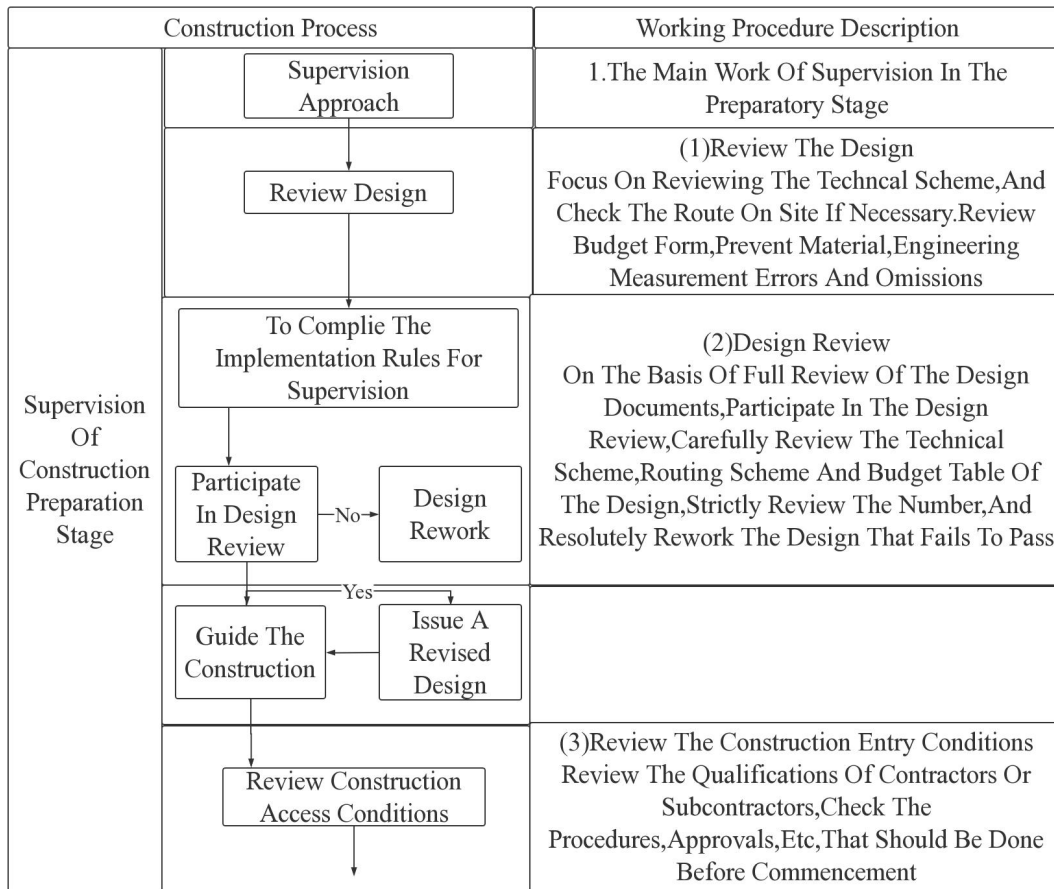 Construction Process
Working Procedure Description
Supervision
Of
Construction
Preparation
Stage
Supervision
Approach
1.The Main Work Of Supervision In The
Preparatory Stage
Review Design
(1)Review The Design
Focus On Reviewing The Techncal Scheme,And
Check The Route On Site If Necessary.Review
Budget Form,Prevent Material,Engineering
Measurement Errors And Omissions
To Complie The
Implementation Rules For
Supervision
Participate
In Design
Review
No
Design
Rework
(2)Design Review
On The Basis Of Full Review Of The Design
Documents,Participate In The Design
Review,Carefully Review The Technical
Scheme,Routing Scheme And Budget Table Of
The Design,Strictly Review The Number,And
Resolutely Rework The Design That Fails To Pass
Yes
Guide The
Construction
Issue A
Revised
Design
Review Construction
Access Conditions
(3)Review The Construction Entry Conditions
Review The Qualifications Of Contractors Or
Subcontractors,Check The
Procedures,Approvals,Etc,That Should Be Done
Before Commencement